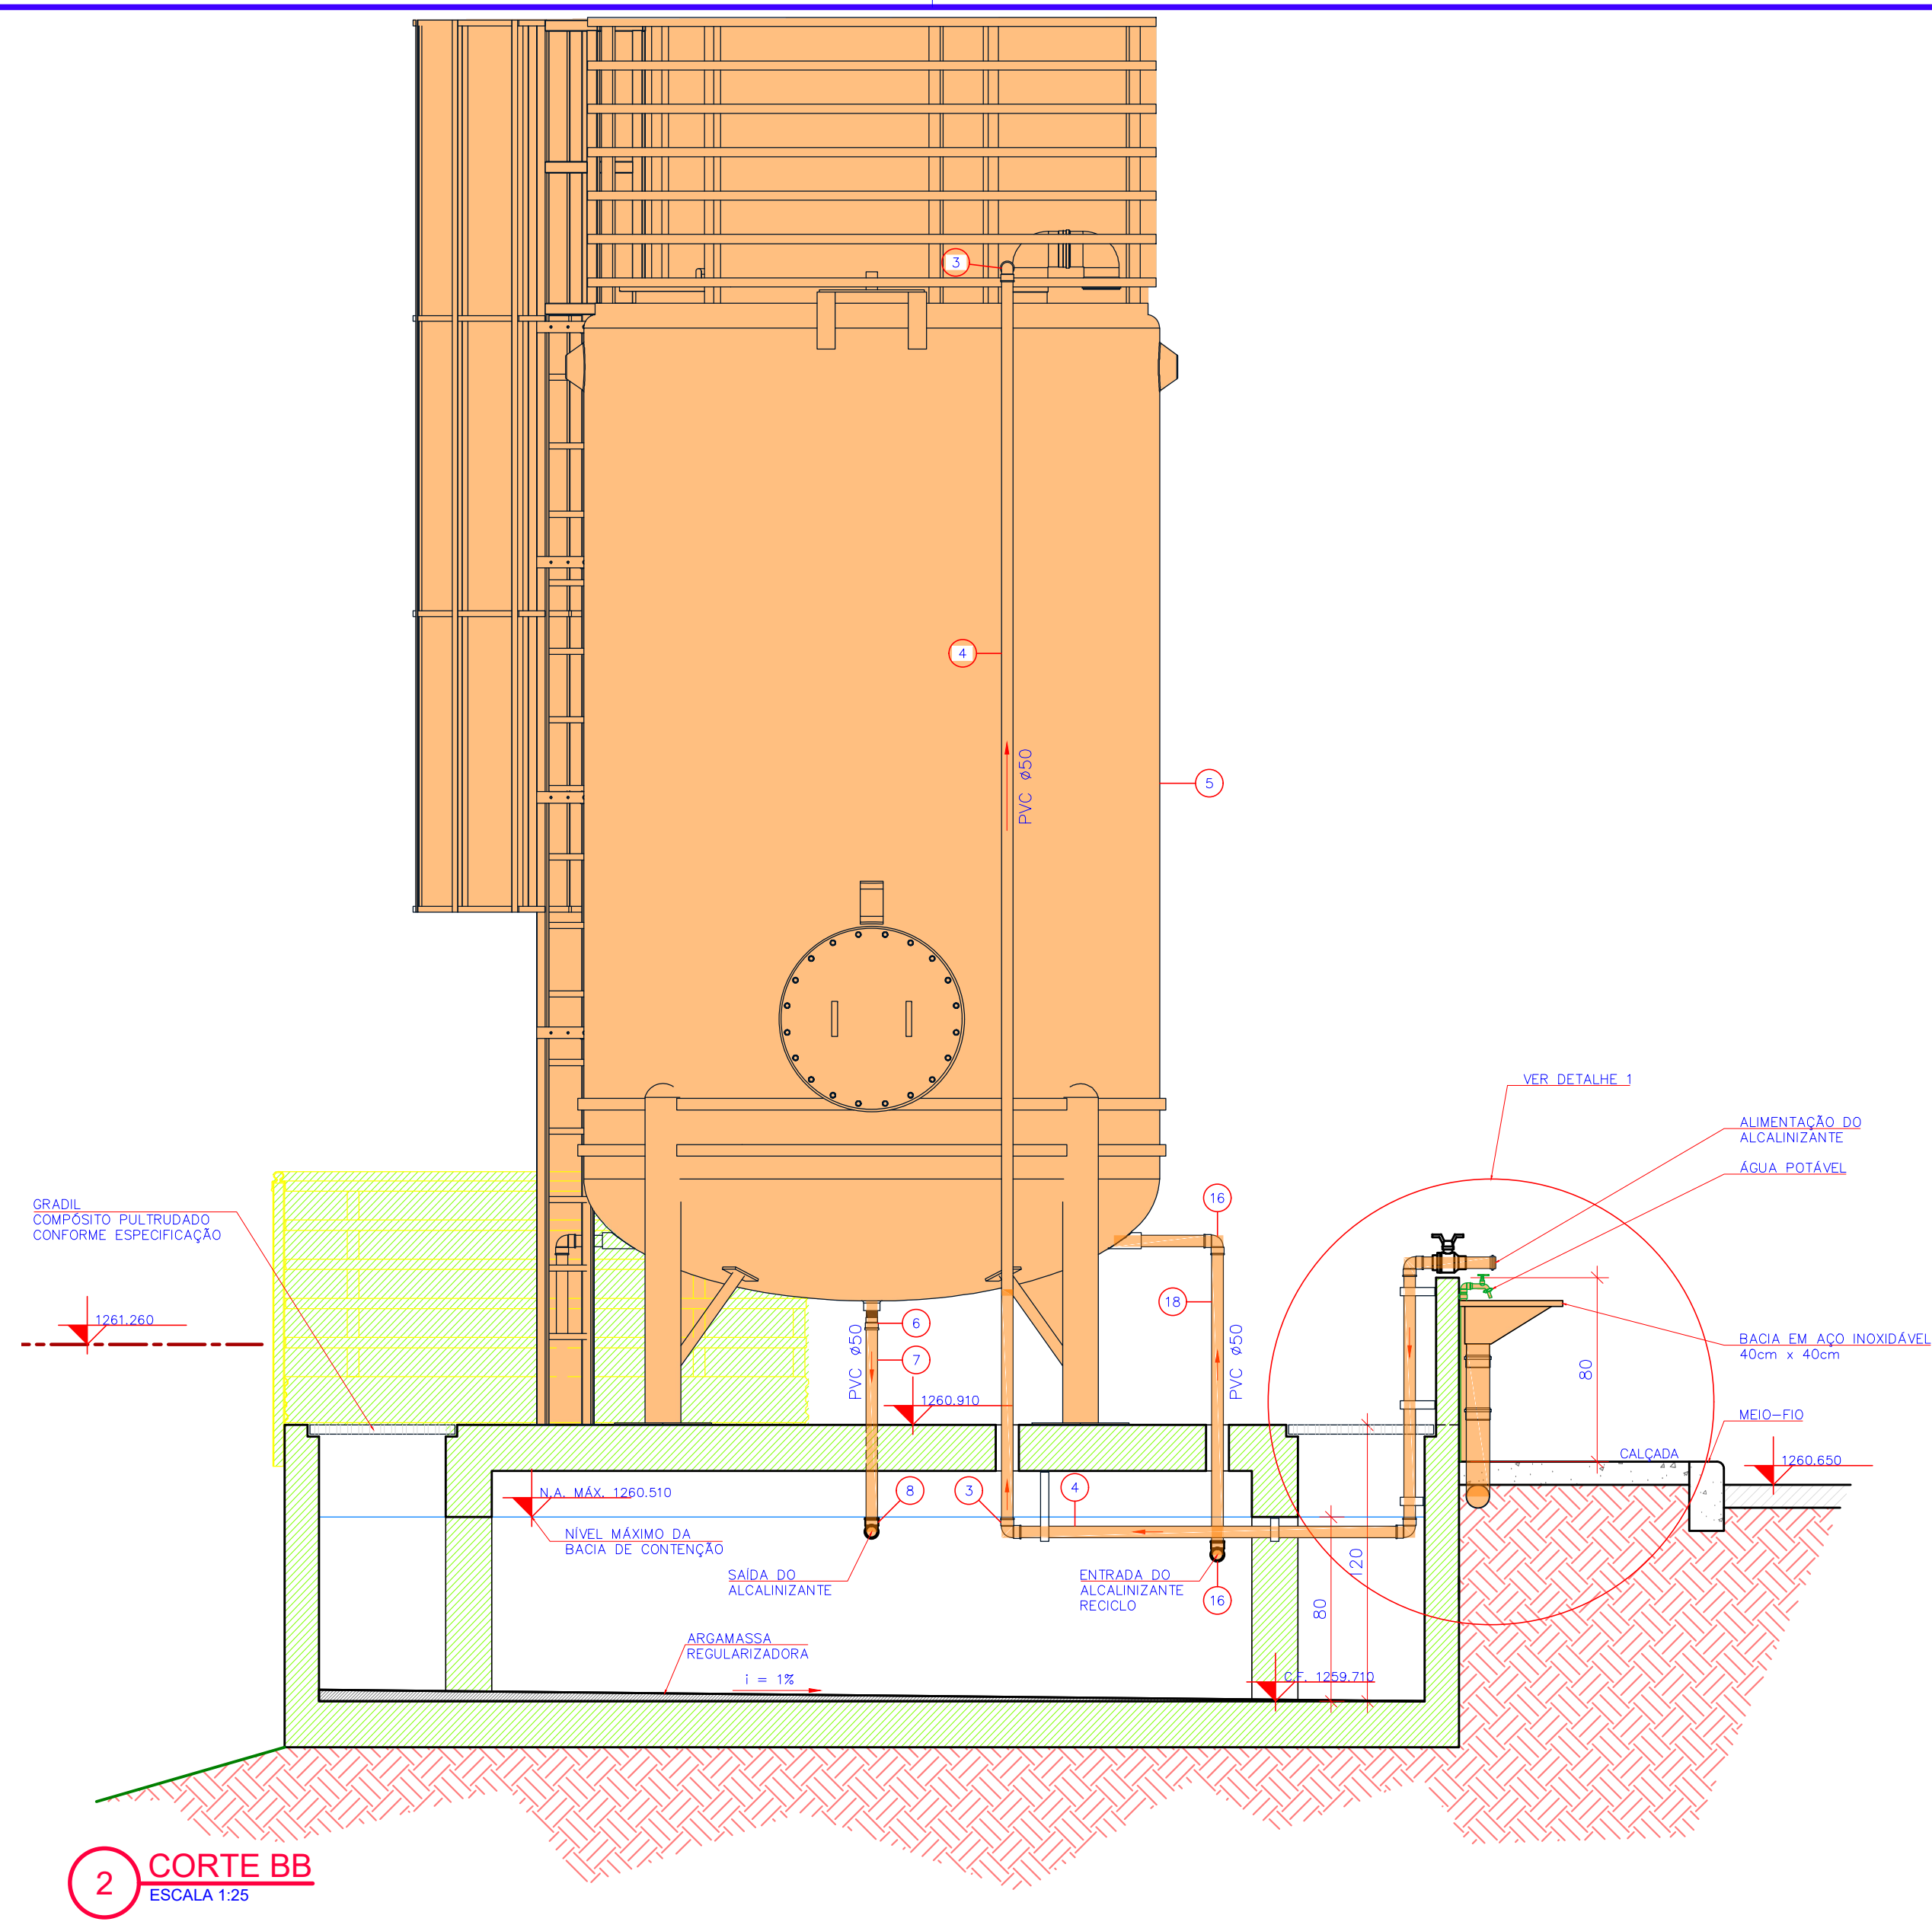 3
4
PVC ø50
5
VER DETALHE 1
ALIMENTAÇÃO DO
ALCALINIZANTE
ÁGUA POTÁVEL
16
GRADIL
COMPÓSITO PULTRUDADO
CONFORME ESPECIFICAÇÃO
1261.260
6
7
PVC ø50
18
PVC ø50
BACIA EM AÇO INOXIDÁVEL
40cm x 40cm
80
1260.910
MEIO-FIO
CALÇADA
1260.650
N.A. MÁX. 1260.510
8
3
4
NÍVEL MÁXIMO DA
BACIA DE CONTENÇÃO
SAÍDA DO
ALCALINIZANTE
ENTRADA DO
ALCALINIZANTE
RECICLO
16
120
80
ARGAMASSA
REGULARIZADORA
i = 1%
C.F. 1259.710
2
CORTE BB
ESCALA 1:25